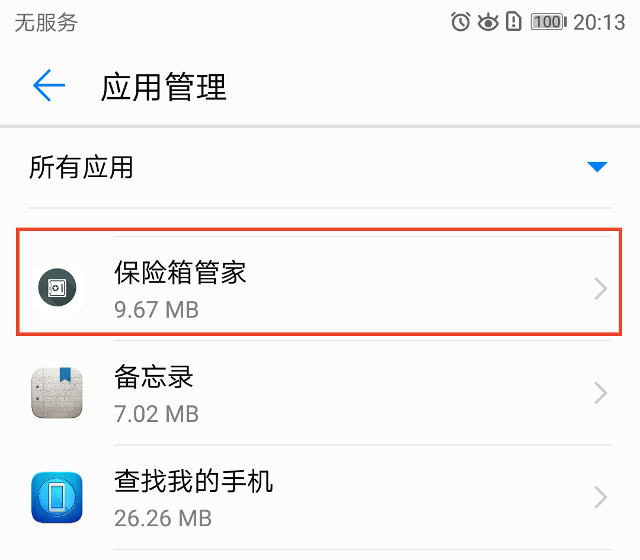 无服务 100 20:13
应用管理
所有应用
保险箱管家
9.67 MB
备忘录
7.02 MB
查找我的手机
26.26 MB